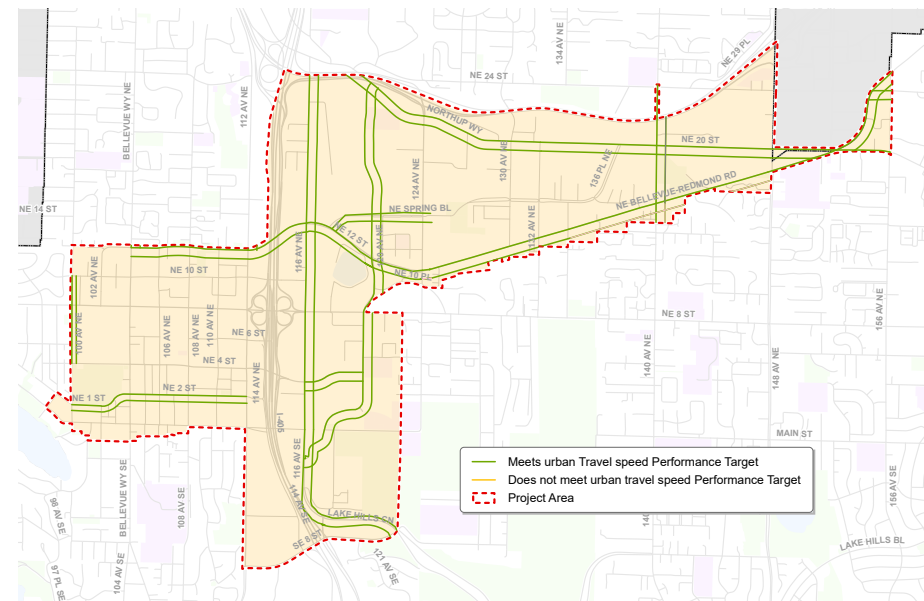 134 AV NE
NE 29 PL
NE 24 ST
BELLEVUE WY NE
112 AV NE
NORTHUP WY
NE 20 ST
130 AV NE
136 PL NE
124 AV NE
NE BELLEVUE-REDMOND RD
NE 14 ST
NE SPRING BL
132 AV NE
NE 12 ST
116 AV NE
NE 10 PL
NE 10 ST
102 AV NE
156 AV NE
NE 8 ST
100 AV NE
106 AV NE
108 AV NE
110 AV NE
NE 6 ST
NE 4 ST
114 AV NE
140 AV NE
148 AV NE
NE 2 ST
NE 1 ST
I-405
MAIN ST
116 AV SE
Meets urban Travel speed Performance Target
Does not meet urban travel speed Performance Target
Project Area
BELLEVUE WY SE
108 AV SE
114 AV SE
LAKE HILLS CN
SE 8 ST
98 AV SE
156 AV SE
LAKE HILLS BL
121 AV SE
104 AV SE
97 PL SE